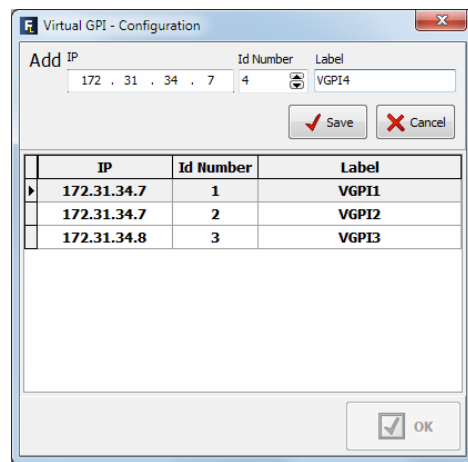 Virtual GPI - Configuration
Add IP Id Number Label
172 . 31 . 34 . 7 4 VGPI4
Save Cancel
IP Id Number Label
172.31.34.7 1 VGPI1
172.31.34.7 2 VGPI2
172.31.34.8 3 VGPI3
OK